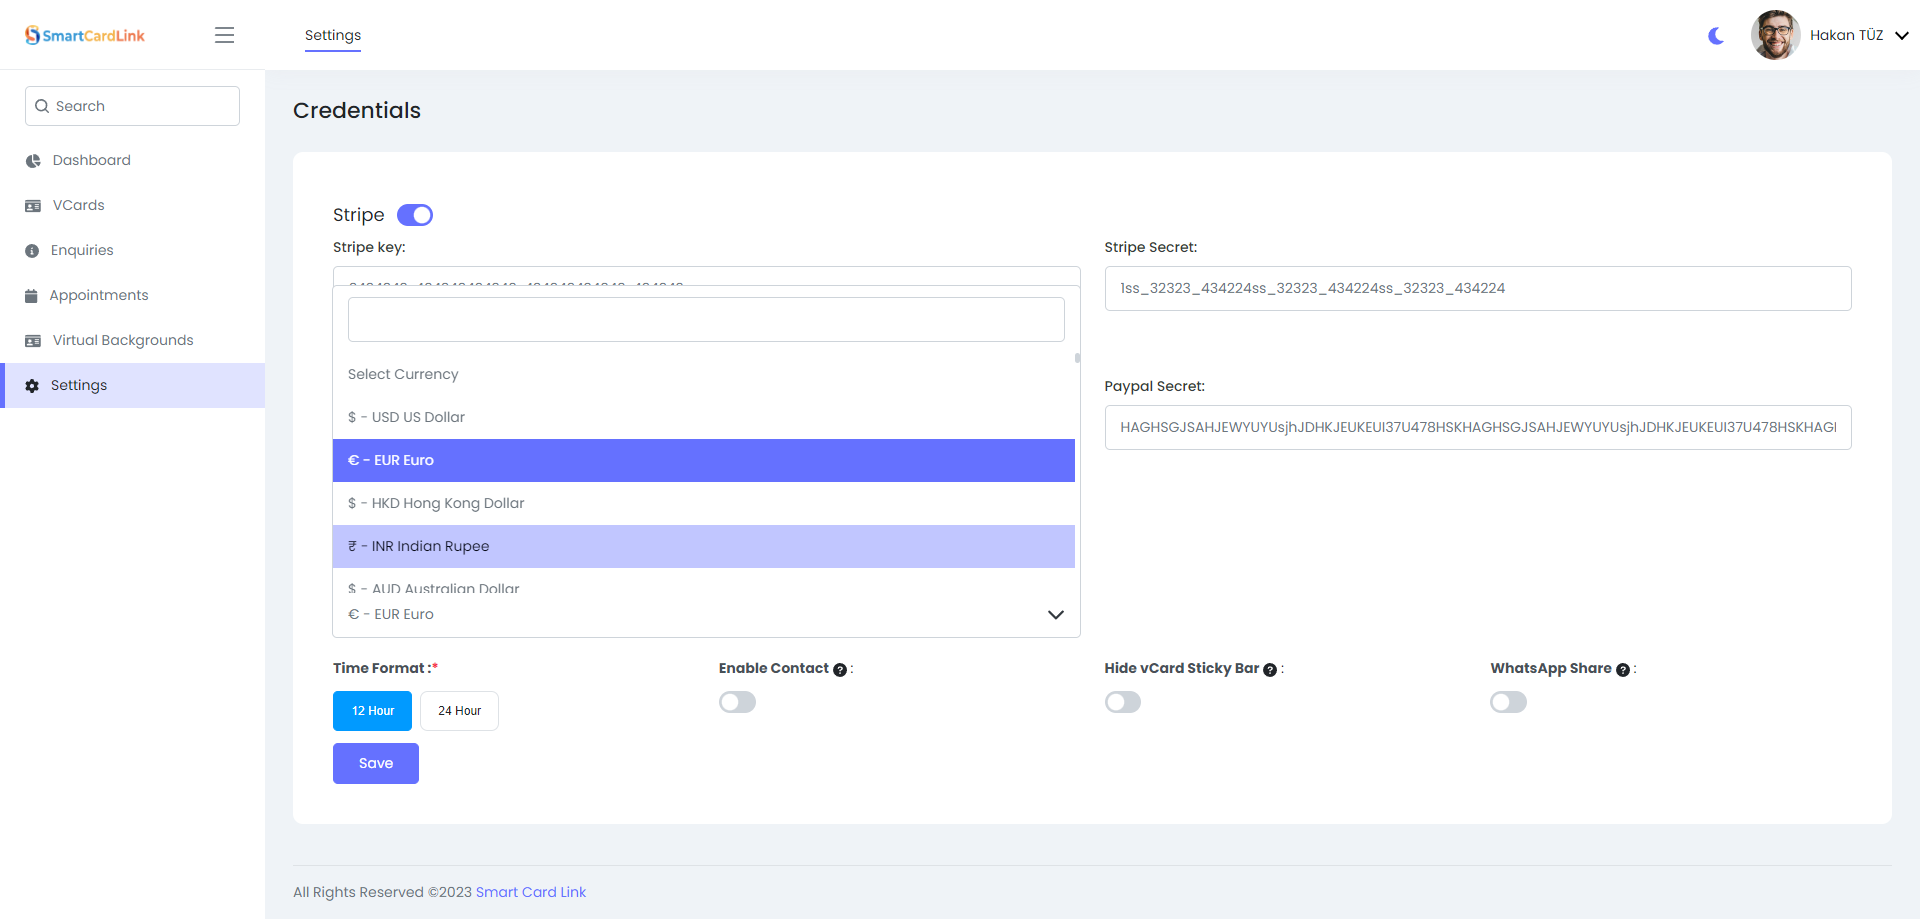 SmartCardLink
Settings
Hakan TÜZ
Search
Dashboard
VCards
Enquiries
Appointments
Virtual Backgrounds
Settings
Credentials
Stripe
Stripe key:
Stripe Secret:
1ss_32323_434224ss_32323_434224ss_32323_434224
Select Currency
$ - USD US Dollar
€ - EUR Euro
$ - HKD Hong Kong Dollar
₹ - INR Indian Rupee
$ - AUD Australian Dollar
€ - EUR Euro
Paypal Secret:
HAGHSGJSAHJEWYUYUsjhJDHKJEUKEUI37U478HSKHAGHSGJSAHJEWYUYUsjhJDHKJEUKEUI37U478HSKHAGI
Time Format :*
12 Hour
24 Hour
Enable Contact ? :
Hide vCard Sticky Bar ? :
WhatsApp Share ? :
Save
All Rights Reserved ©2023 Smart Card Link